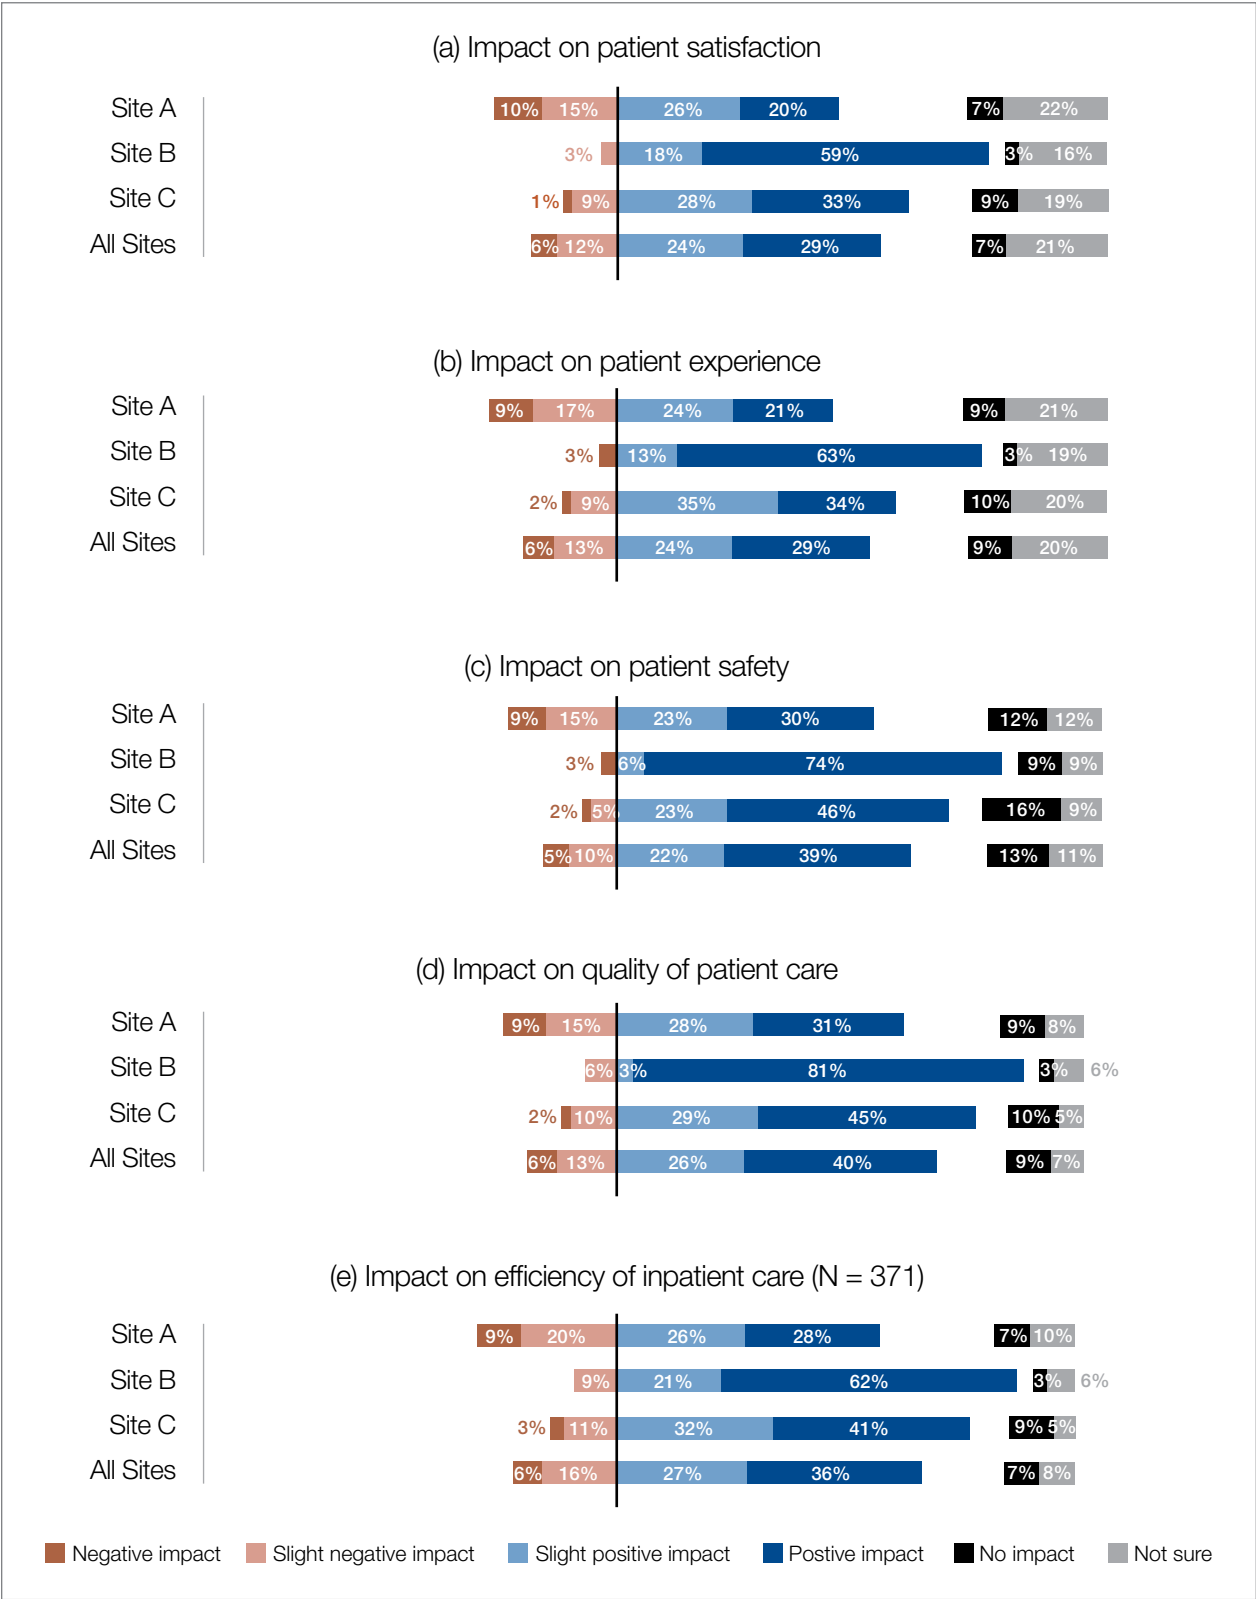 (a) Impact on patient satisfaction
Site A 10% 15% 26% 20% 7% 22%
Site B 3% 18% 59% 3% 16%
Site C 1% 9% 28% 33% 9% 19%
All Sites 6% 12% 24% 29% 7% 21%
(b) Impact on patient experience
Site A 9% 17% 24% 21% 9% 21%
Site B 3% 13% 63% 3% 19%
Site C 2% 9% 35% 34% 10% 20%
All Sites 6% 13% 24% 29% 9% 20%
(c) Impact on patient safety
Site A 9% 15% 23% 30% 12% 12%
Site B 3% 6% 74% 9% 9%
Site C 2% 5% 23% 46% 16% 9%
All Sites 5% 10% 22% 39% 13% 11%
(d) Impact on quality of patient care
Site A 9% 15% 28% 31% 9% 8%
Site B 6% 3% 81% 3% 6%
Site C 2% 10% 29% 45% 10% 5%
All Sites 6% 13% 26% 40% 9% 7%
(e) Impact on efficiency of inpatient care (N = 371)
Site A 9% 20% 26% 28% 7% 10%
Site B 9% 21% 62% 3% 6%
Site C 3% 11% 32% 41% 9% 5%
All Sites 6% 16% 27% 36% 7% 8%
Negative impact Slight negative impact Slight positive impact Postive impact No impact Not sure